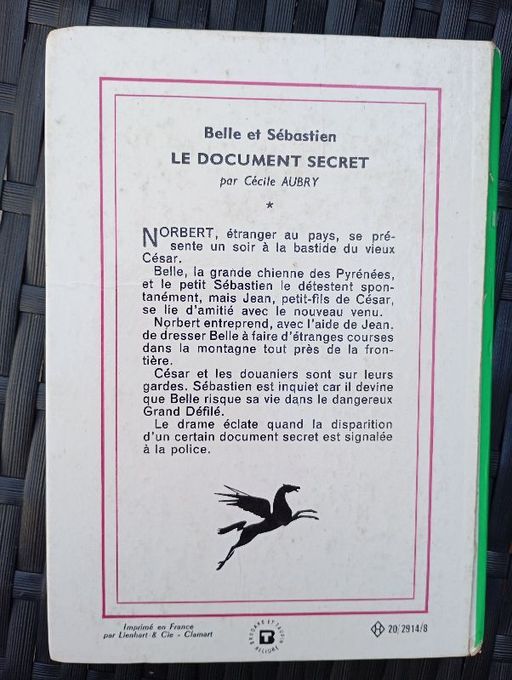 Belle et Sébastien
LE DOCUMENT SECRET
par Cécile AUBRY
*
NORBERT, étranger au pays, se pré-
sente un soir à la bastide du vieux
César.
Belle, la grande chienne des Pyrénées,
et le petit Sébastien le détestent spon-
tanément, mais Jean, petit-fils de César,
se lie d'amitié avec le nouveau venu.
Norbert entreprend, avec l'aide de Jean.
de dresser Belle à faire d'étranges courses
dans la montagne tout près de la fron-
tière.
César et les douaniers sont sur leurs
gardes. Sébastien est inquiet car il devine
que Belle risque sa vie dans le dangereux
Grand Défilé.
Le drame éclate quand la disparition
d'un certain document secret est signalée
à la police.
Imprimé en France
par Lienhart & Cie - Clamart
BRODARD ET TAUPIN
RELIURE
20/2914/8